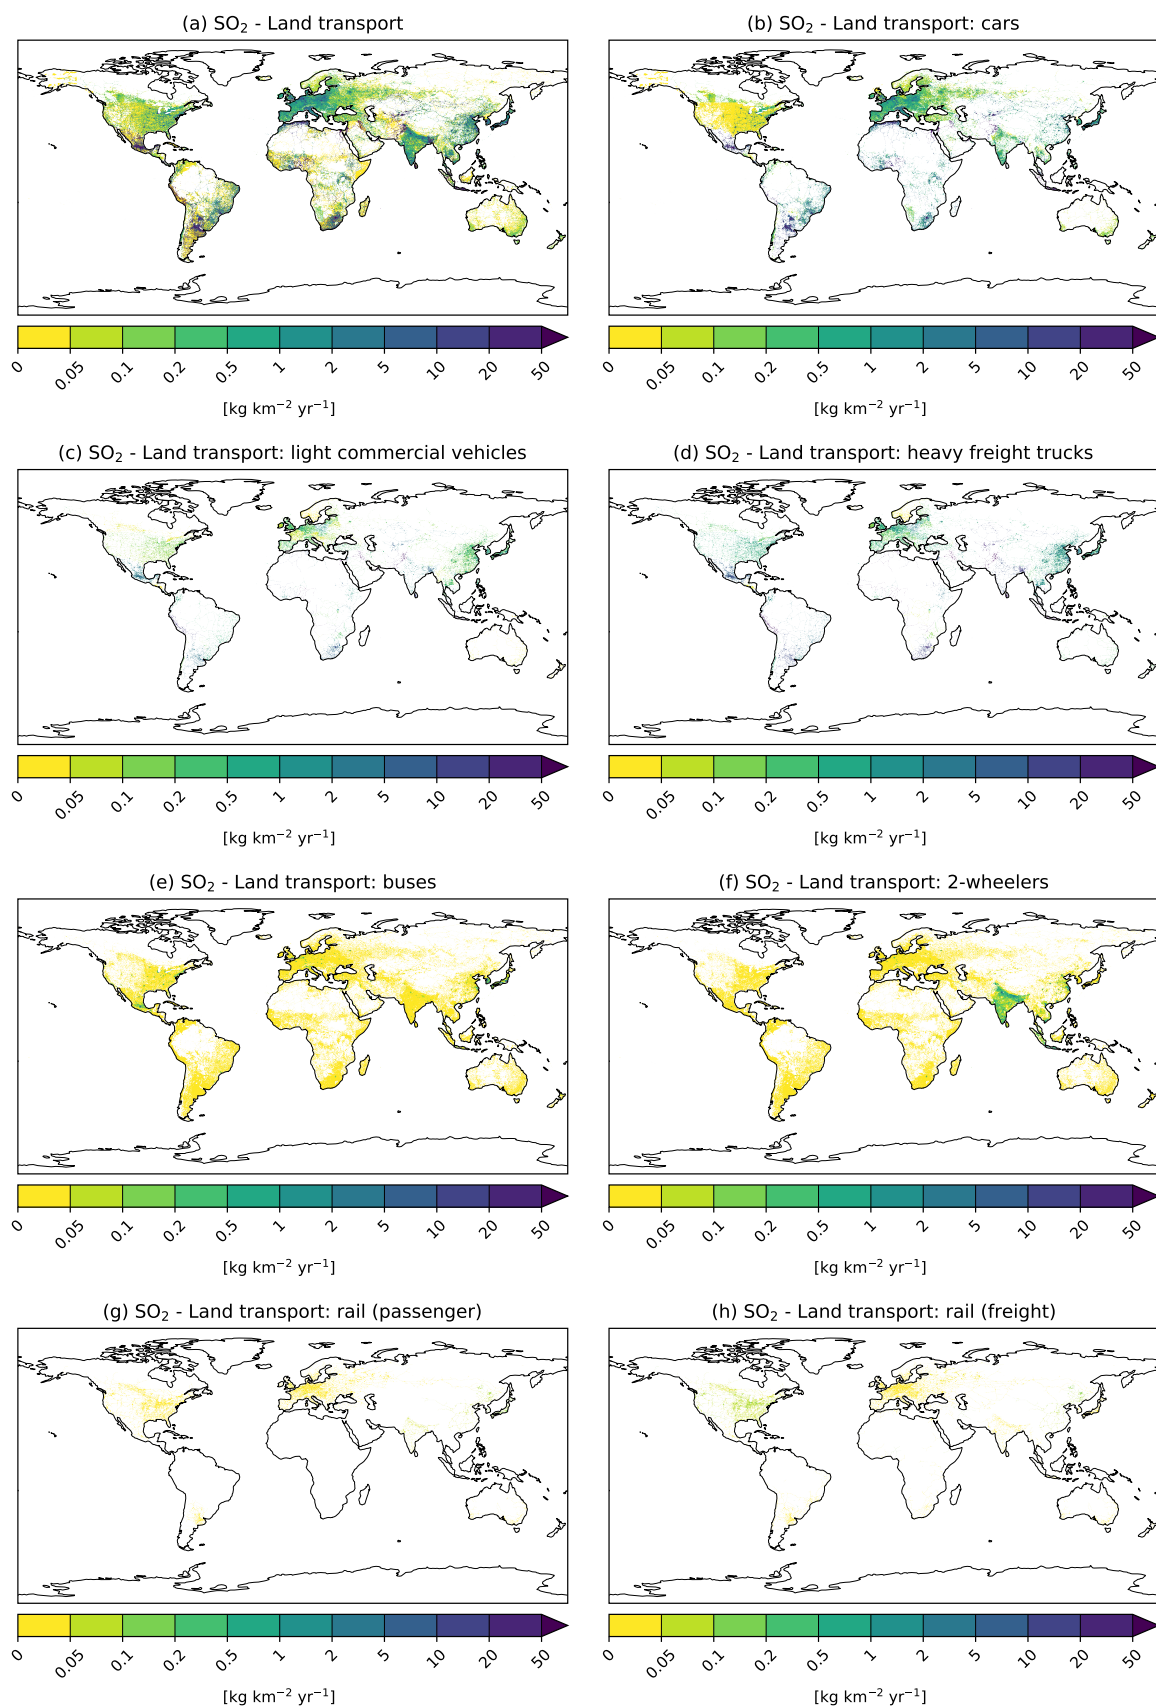 (a) SO₂ - Land transport
0 0.05 0.1 0.2 0.5 1 2 5 10 20 50
[kg km⁻² yr⁻¹]
(b) SO₂ - Land transport: cars
0 0.05 0.1 0.2 0.5 1 2 5 10 20 50
[kg km⁻² yr⁻¹]
(c) SO₂ - Land transport: light commercial vehicles
0 0.05 0.1 0.2 0.5 1 2 5 10 20 50
[kg km⁻² yr⁻¹]
(d) SO₂ - Land transport: heavy freight trucks
0 0.05 0.1 0.2 0.5 1 2 5 10 20 50
[kg km⁻² yr⁻¹]
(e) SO₂ - Land transport: buses
0 0.05 0.1 0.2 0.5 1 2 5 10 20 50
[kg km⁻² yr⁻¹]
(f) SO₂ - Land transport: 2-wheelers
0 0.05 0.1 0.2 0.5 1 2 5 10 20 50
[kg km⁻² yr⁻¹]
(g) SO₂ - Land transport: rail (passenger)
0 0.05 0.1 0.2 0.5 1 2 5 10 20 50
[kg km⁻² yr⁻¹]
(h) SO₂ - Land transport: rail (freight)
0 0.05 0.1 0.2 0.5 1 2 5 10 20 50
[kg km⁻² yr⁻¹]